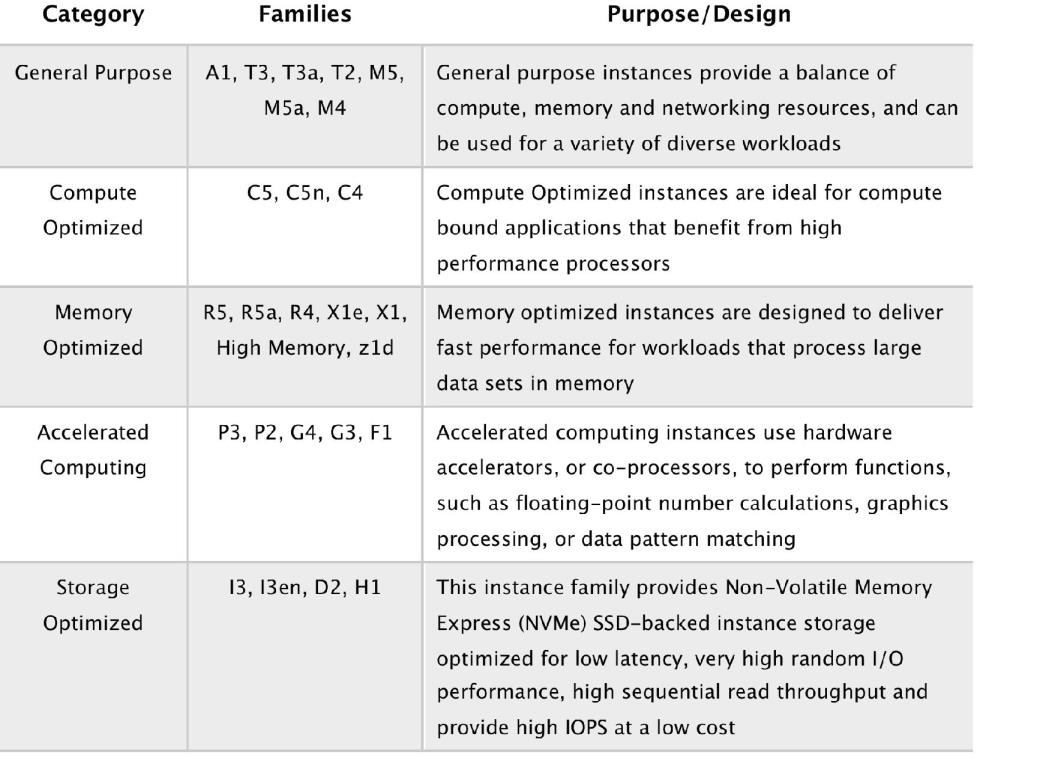 Category Families Purpose/Design
General Purpose A1, T3, T3a, T2, M5, General purpose instances provide a balance of
M5a, M4 compute, memory and networking resources, and can
be used for a variety of diverse workloads
Compute C5, C5n, C4 Compute Optimized instances are ideal for compute
Optimized bound applications that benefit from high
performance processors
Memory R5, R5a, R4, X1e, X1, Memory optimized instances are designed to deliver
Optimized High Memory, z1d fast performance for workloads that process large
data sets in memory
Accelerated P3, P2, G4, G3, F1 Accelerated computing instances use hardware
Computing accelerators, or co-processors, to perform functions,
such as floating-point number calculations, graphics
processing, or data pattern matching
Storage I3, I3en, D2, H1 This instance family provides Non-Volatile Memory
Optimized Express (NVMe) SSD-backed instance storage
optimized for low latency, very high random I/O
performance, high sequential read throughput and
provide high IOPS at a low cost